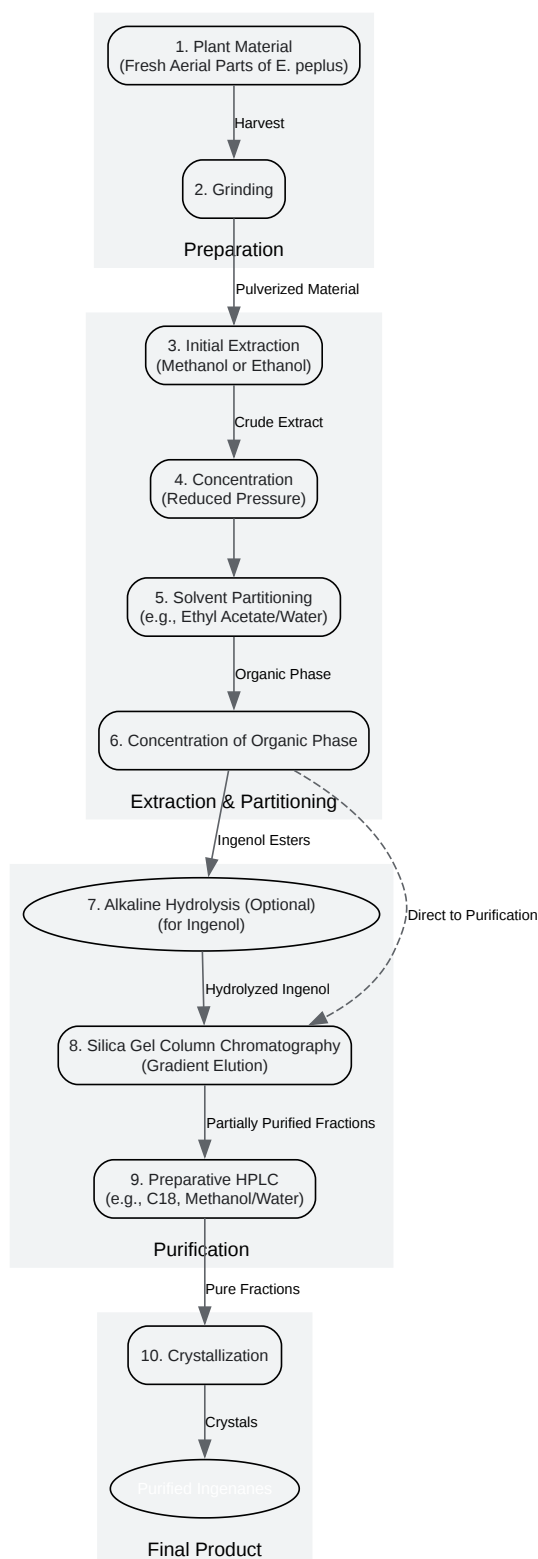 1. Plant Material
(Fresh Aerial Parts of E. peplus)
Harvest
2. Grinding
Preparation
Pulverized Material
3. Initial Extraction
(Methanol or Ethanol)
Crude Extract
4. Concentration
(Reduced Pressure)
5. Solvent Partitioning
(e.g., Ethyl Acetate/Water)
Organic Phase
6. Concentration of Organic Phase
Extraction & Partitioning
Ingenol Esters
7. Alkaline Hydrolysis (Optional)
(for Ingenol)
Direct to Purification
Hydrolyzed Ingenol
8. Silica Gel Column Chromatography
(Gradient Elution)
Partially Purified Fractions
9. Preparative HPLC
(e.g., C18, Methanol/Water)
Purification
Pure Fractions
10. Crystallization
Crystals
Purified Ingenanes
Final Product